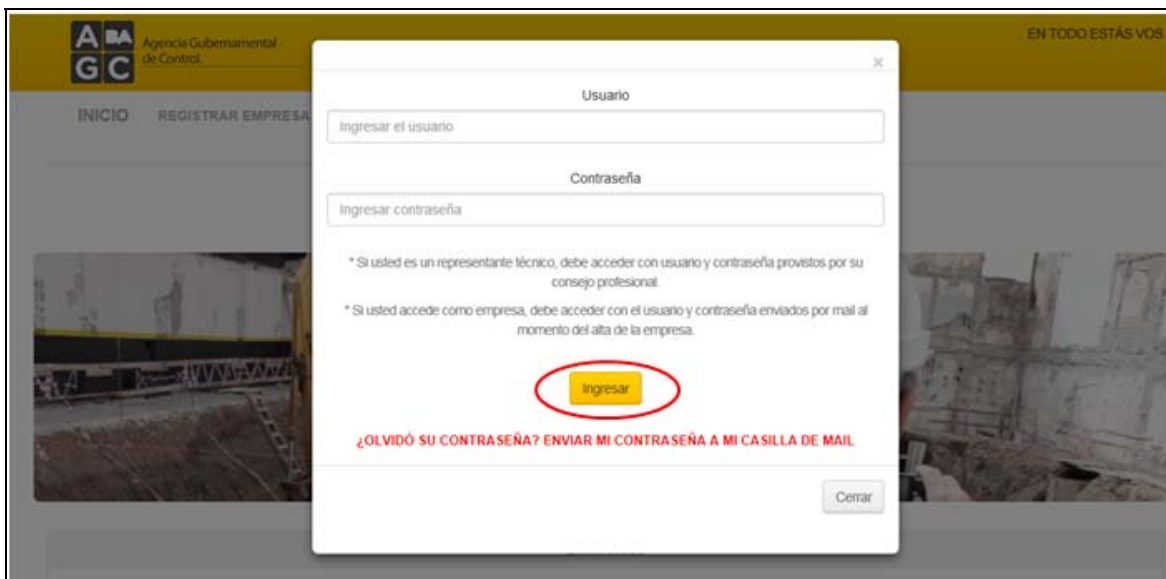 A BA
G C
Agencia Gubernamental
de Control.
EN TODO ESTÁS VOS
INICIO REGISTRAR EMPRESA
×
Usuario
Ingresar el usuario
Contraseña
Ingresar contraseña
* Si usted es un representante técnico, debe acceder con usuario y contraseña provistos por su
consejo profesional.
* Si usted accede como empresa, debe acceder con el usuario y contraseña enviados por mail al
momento del alta de la empresa.
Ingresar
¿OLVIDÓ SU CONTRASEÑA? ENVIAR MI CONTRASEÑA A MI CASILLA DE MAIL
Cerrar